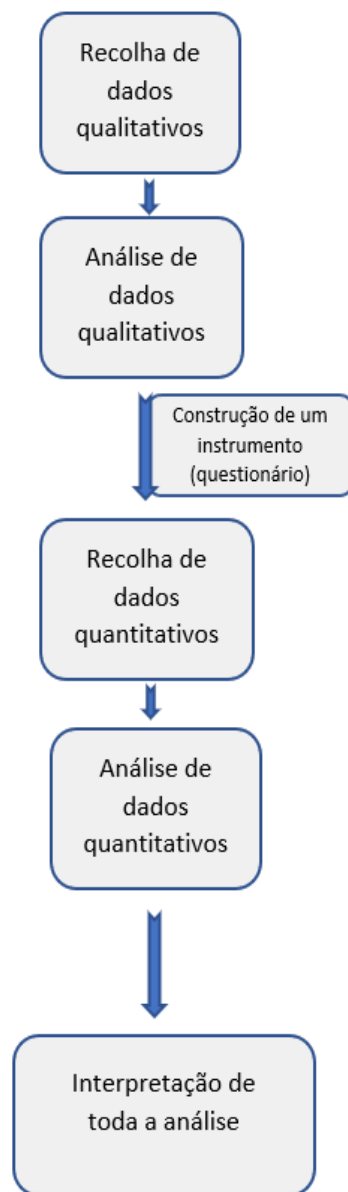 Recolha de
dados
qualitativos
Análise de
dados
qualitativos
Construção de um
instrumento
(questionário)
Recolha de
dados
quantitativos
Análise de
dados
quantitativos
Interpretação de
toda a análise